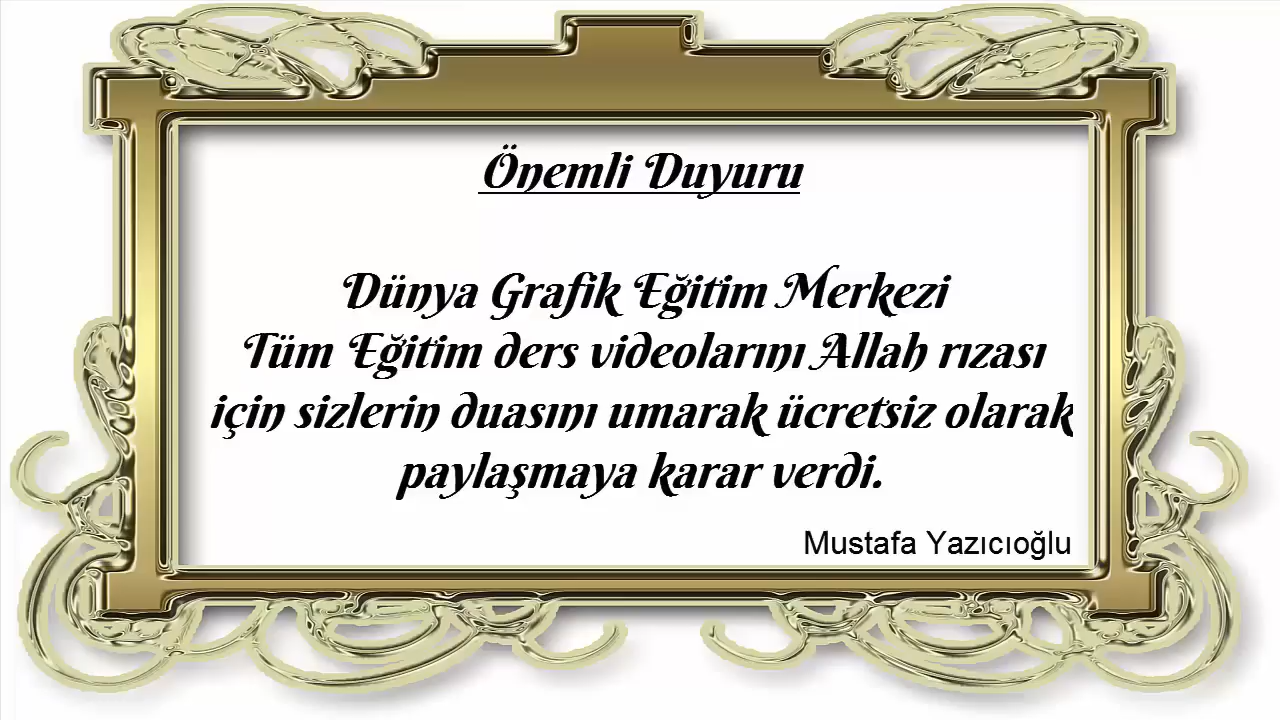 Önemli Duyuru
Dünya Grafik Eğitim Merkezi
Tüm Eğitim ders videolarını Allah rızası
için sizlerin duasını umarak ücretsiz olarak
paylaşmaya karar verdi.
Mustafa Yazıcıoğlu